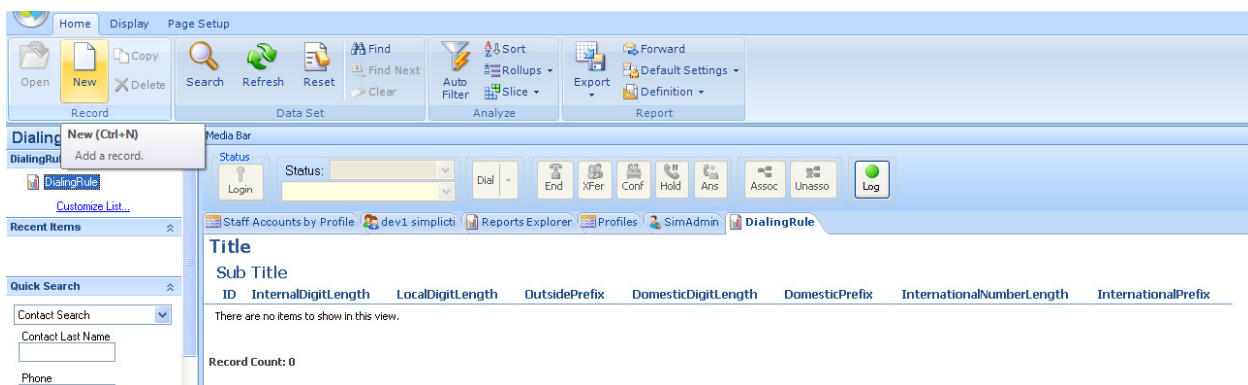 Home Display Page Setup
Open New Copy Delete
Record
Search Refresh Reset Find Find Next Clear
Data Set
Auto Filter Sort Rollups Slice
Analyze
Export Forward Default Settings Definition
Report
New (Ctrl+N)
Add a record.
Dialing
DialingRu
DialingRule
Customize List...
Recent Items
Quick Search
Contact Search
Contact Last Name
Phone
Media Bar
Status
Login
Status:
Dial
End XFer Conf Hold Ans Assoc Unasso Log
Staff Accounts by Profile dev1 simplicti Reports Explorer Profiles SimAdmin DialingRule
Title
Sub Title
ID InternalDigitLength LocalDigitLength OutsidePrefix DomesticDigitLength DomesticPrefix InternationalNumberLength InternationalPrefix
There are no items to show in this view.
Record Count: 0